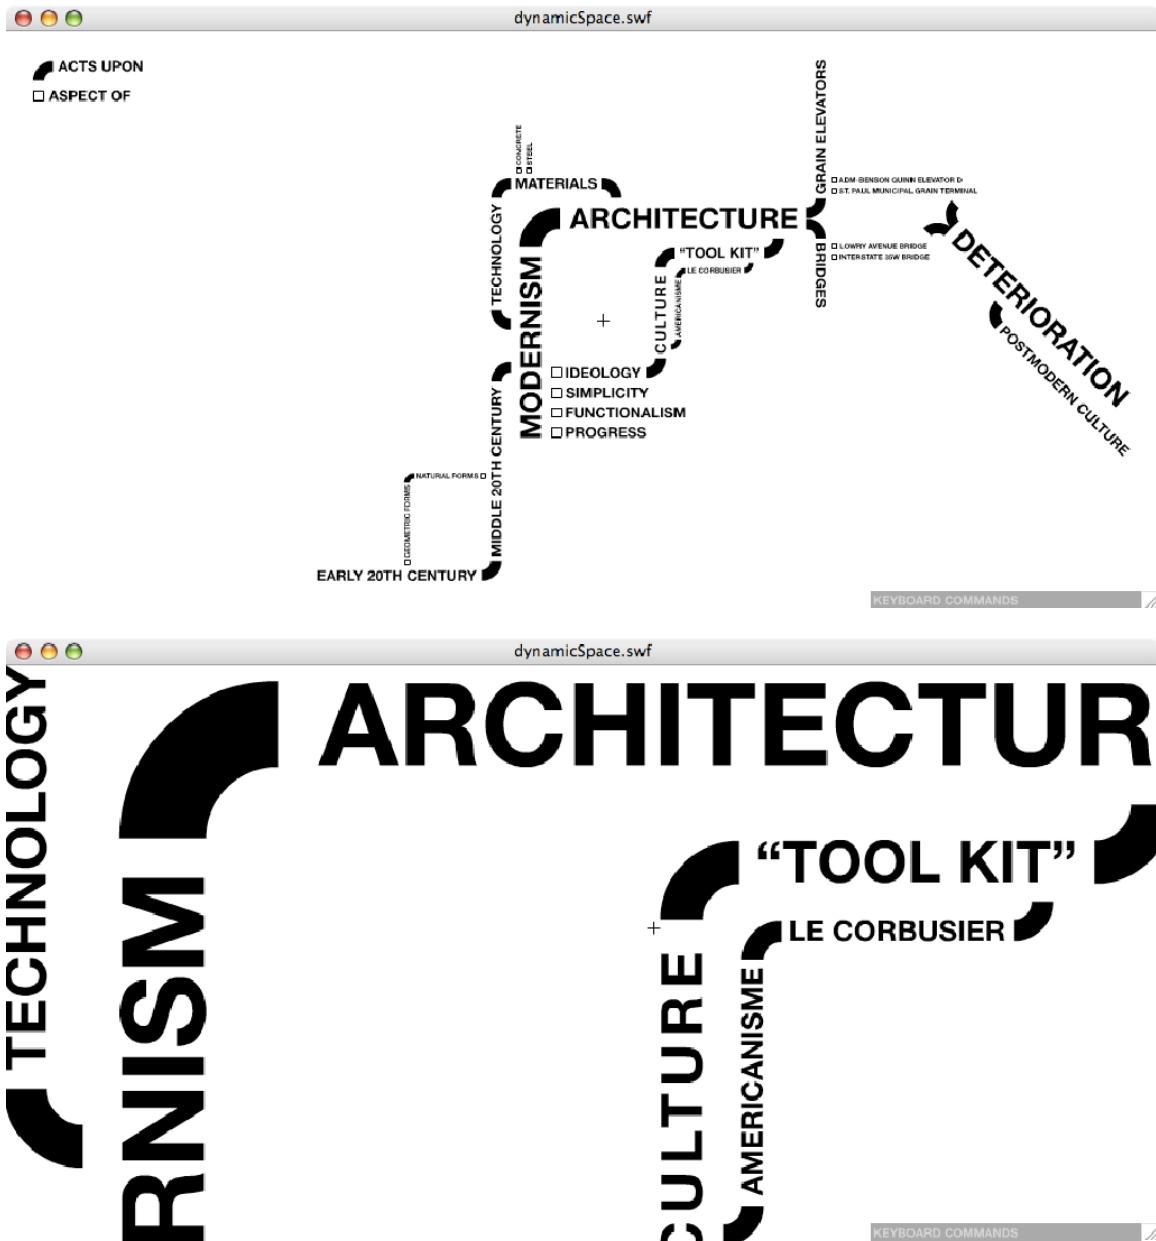 dynamicSpace.swf
ACTS UPON
ASPECT OF
CONCRETE
STEEL
MATERIALS
TECHNOLOGY
MODERNISM
ARCHITECTURE
GRAIN ELEVATORS
ADM-BENSON QUINN ELEVATOR D
ST. PAUL MUNICIPAL GRAIN TERMINAL
BRIDGES
LOWRY AVENUE BRIDGE
INTERSTATE 35W BRIDGE
DETERIORATION
POSTMODERN CULTURE
“TOOL KIT”
LE CORBUSIER
CULTURE
AMERICANISME
IDEOLOGY
SIMPLICITY
FUNCTIONALISM
PROGRESS
MIDDLE 20TH CENTURY
NATURAL FORMS
GEOMETRIC FORMS
EARLY 20TH CENTURY
KEYBOARD COMMANDS
dynamicSpace.swf
TECHNOLOGY
RNISM
ARCHITECTUR
“TOOL KIT”
LE CORBUSIER
CULTURE
AMERICANISME
KEYBOARD COMMANDS